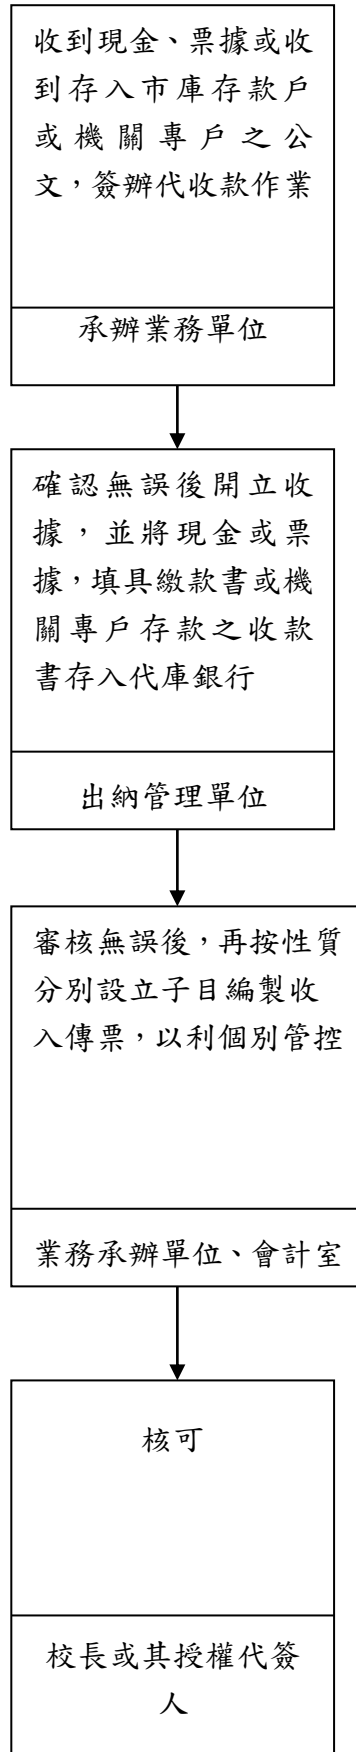 收到現金、票據或收
到存入市庫存款戶
或機關專戶之公
文，簽辦代收款作業
承辦業務單位
確認無誤後開立收
據，並將現金或票
據，填具繳款書或機
關專戶存款之收款
書存入代庫銀行
出納管理單位
審核無誤後，再按性質
分別設立子目編製收
入傳票，以利個別管控
業務承辦單位、會計室
核可
校長或其授權代簽
人